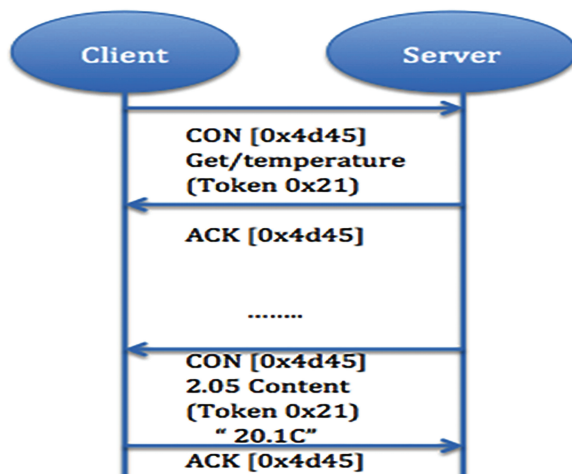 Client
Server
CON [0x4d45]
Get/temperature
(Token 0x21)
ACK [0x4d45]
........
CON [0x4d45]
2.05 Content
(Token 0x21)
“ 20.1C”
ACK [0x4d45]